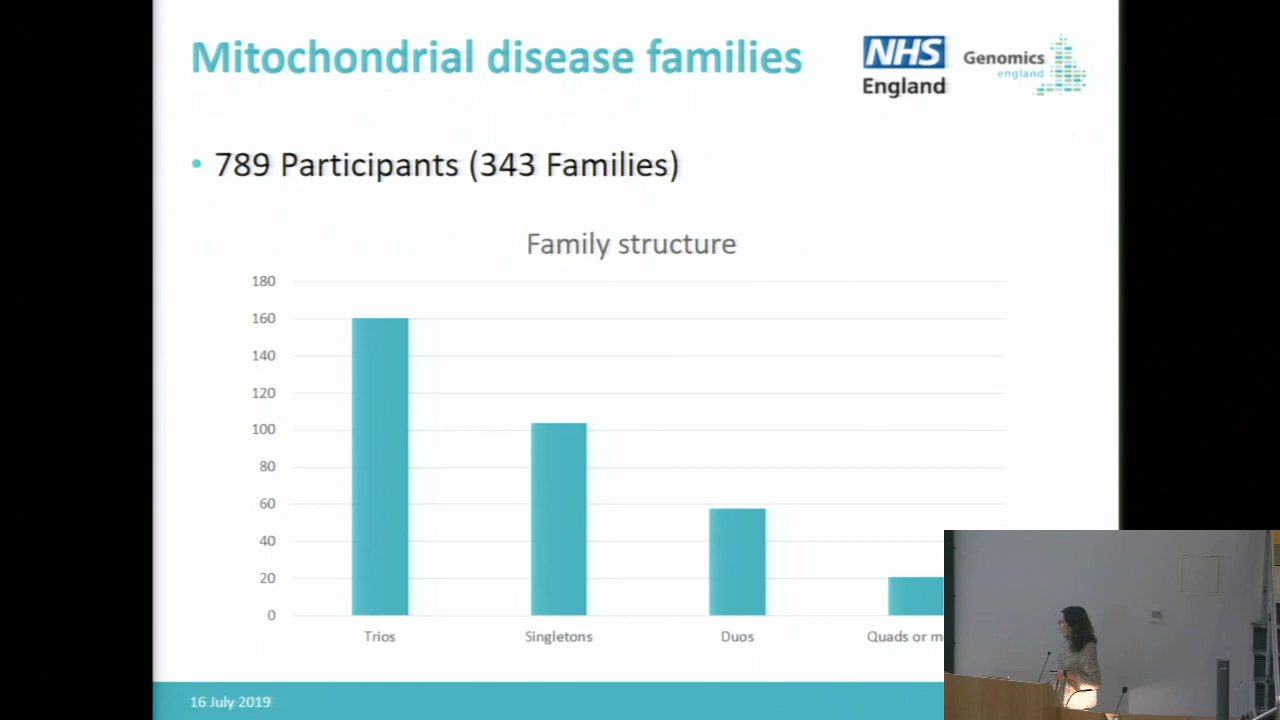 Mitochondrial disease families
NHS
England
Genomics
england
• 789 Participants (343 Families)
Family structure
180
160
140
120
100
80
60
40
20
0
Trios
Singletons
Duos
Quads or
16 July 2019